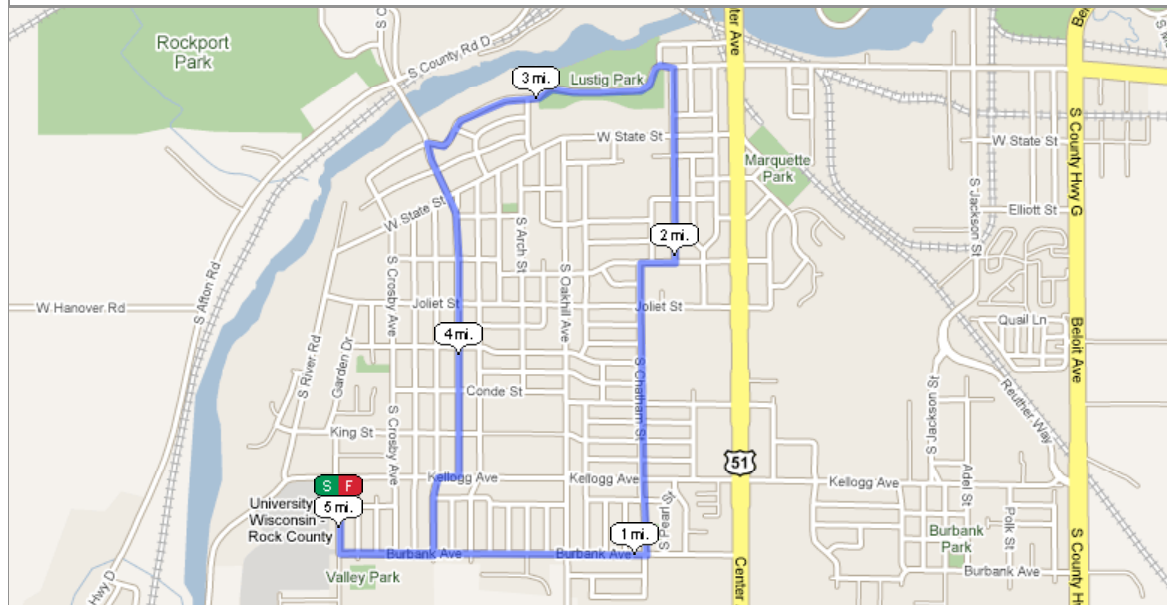 Rockport
Park
S County Rd D
S C
3 mi.
Lustig Park
ter Ave
Be
W State St
Marquette
Park
W State St
S County Hwy G
S Jackson St
Elliott St
W State St
S Arch St
2 mi.
S Afton Rd
W Hanover Rd
S Crosby Ave
Joliet St
S Oakhill Ave
Joliet St
Quail Ln
Beloit Ave
4 mi.
S River Rd
Garden Dr
S Chatham St
Reuther Way
Conde St
S Jackson St
King St
S Crosby Ave
51
Kellogg Ave
Kellogg Ave
Kellogg Ave
S F
5 mi.
University
Wisconsin -
Rock County
S Pearl St
Adel St
Polk St
1 mi.
Burbank
Park
S County H
Burbank Ave
Burbank Ave
Center
Burbank Ave
Valley Park
Hwy D